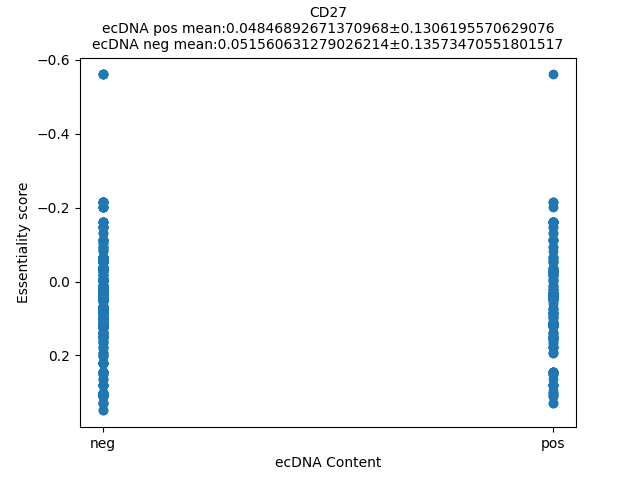 CD27
ecDNA pos mean:0.04846892671370968±0.1306195570629076
ecDNA neg mean:0.051560631279026214±0.13573470551801517
−0.6
−0.4
−0.2
0.0
0.2
Essentiality score
neg
pos
ecDNA Content